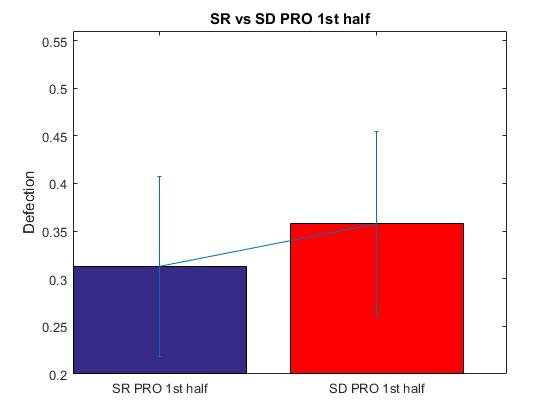 SR vs SD PRO 1st half
0.55
0.5
0.45
0.4
0.35
0.3
0.25
0.2
Defection
SR PRO 1st half
SD PRO 1st half